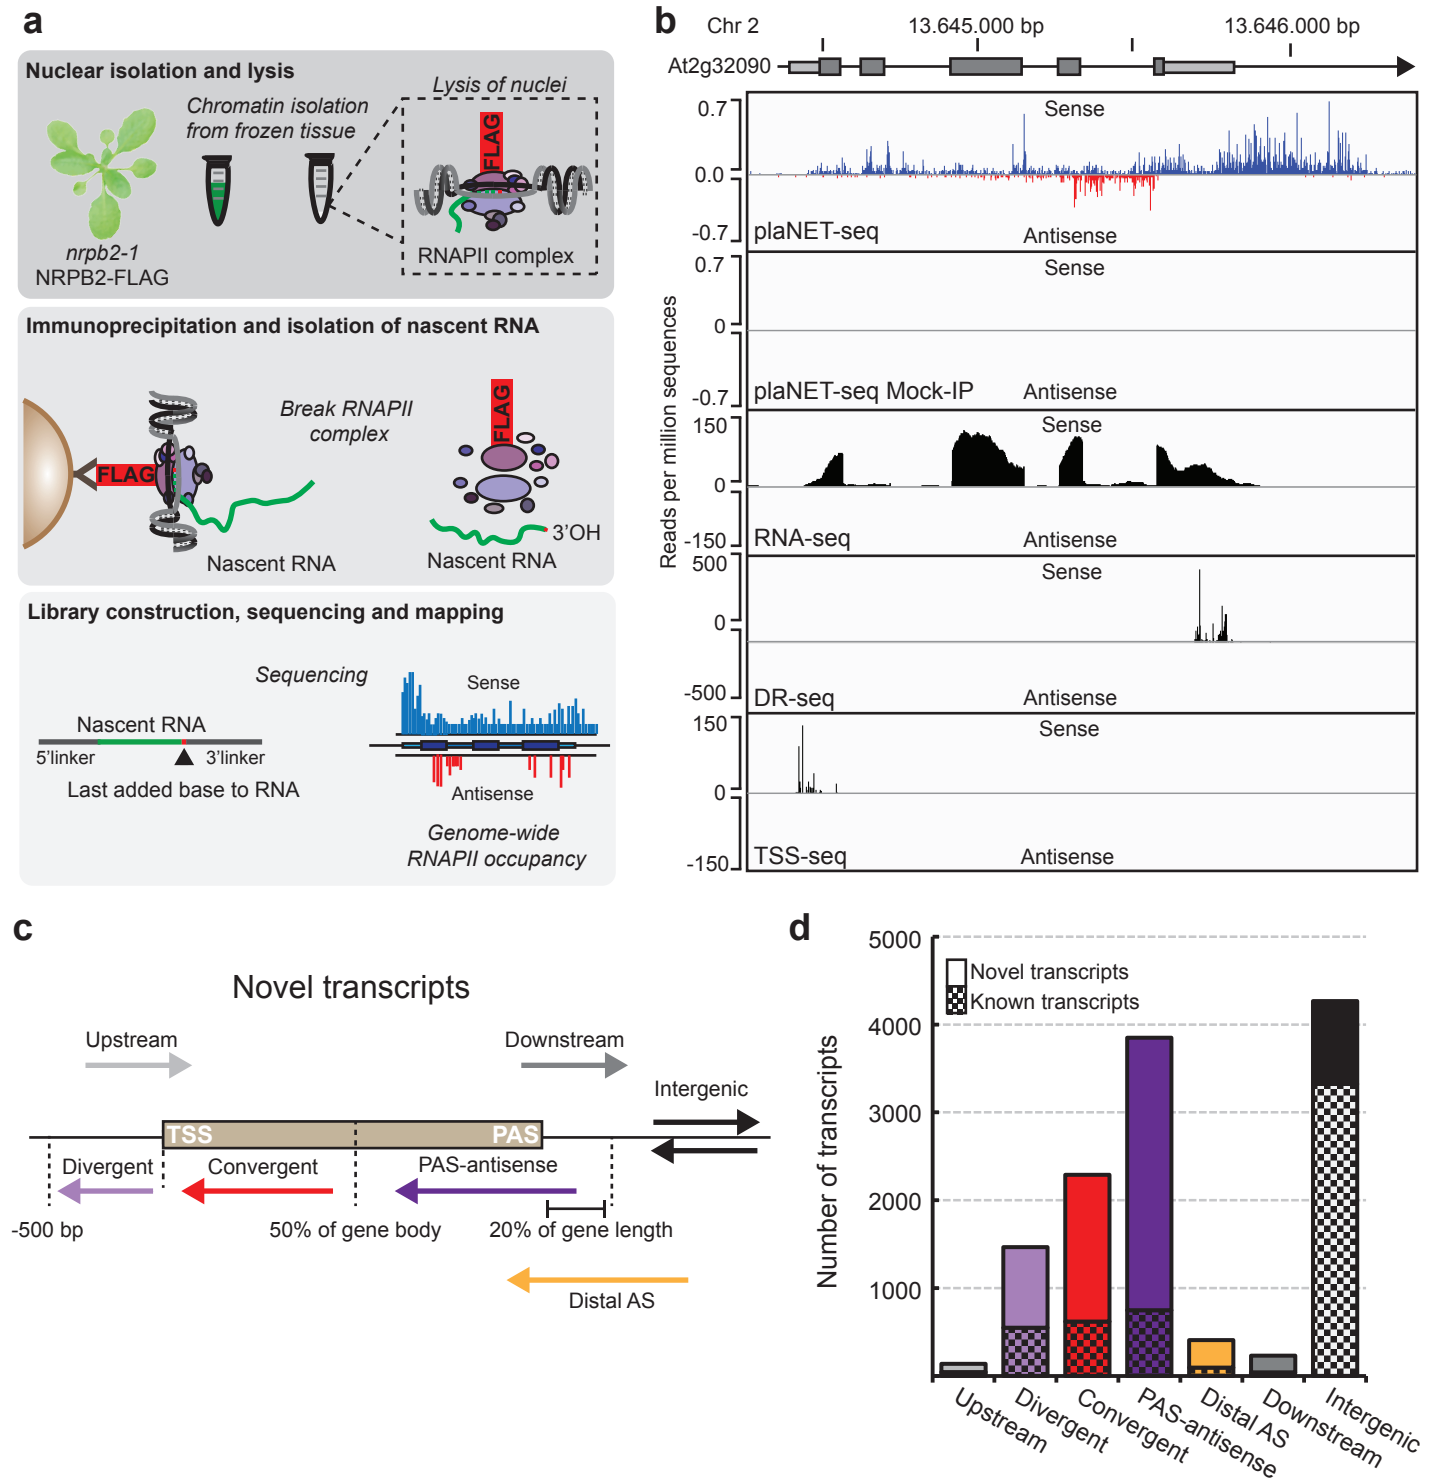 a
Nuclear isolation and lysis
Chromatin isolation
from frozen tissue
Lysis of nuclei
FLAG
nrpb2-1
NRPB2-FLAG
RNAPII complex
Immunoprecipitation and isolation of nascent RNA
Break RNAPII
complex
FLAG
FLAG
3’OH
Nascent RNA
Nascent RNA
Library construction, sequencing and mapping
Sequencing
Sense
Nascent RNA
5’linker
3’linker
Last added base to RNA
Antisense
Genome-wide
RNAPII occupancy
b
Chr 2
13.645.000 bp
13.646.000 bp
At2g32090
Reads per million sequences
0.7
Sense
0.0
-0.7
plaNET-seq
Antisense
0.7
Sense
0
-0.7
plaNET-seq Mock-IP
Antisense
150
Sense
0
-150
RNA-seq
Antisense
500
Sense
0
-500
DR-seq
Antisense
150
Sense
0
-150
TSS-seq
Antisense
c
Novel transcripts
Upstream
Downstream
Intergenic
TSS
PAS
Divergent
Convergent
PAS-antisense
-500 bp
50% of gene body
20% of gene length
Distal AS
d
Number of transcripts
5000
4000
3000
2000
1000
Novel transcripts
Known transcripts
Upstream
Divergent
Convergent
PAS-antisense
Distal AS
Downstream
Intergenic